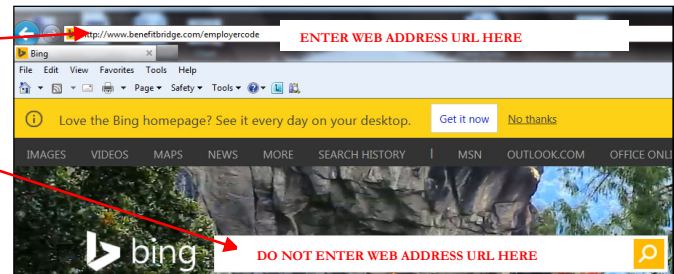 http://www.benefitbridge.com/employercode ENTER WEB ADDRESS URL HERE
Bing
File Edit View Favorites Tools Help
Page Safety Tools
Love the Bing homepage? See it every day on your desktop. Get it now No thanks
IMAGES VIDEOS MAPS NEWS MORE SEARCH HISTORY | MSN OUTLOOK.COM OFFICE ONLI
bing DO NOT ENTER WEB ADDRESS URL HERE